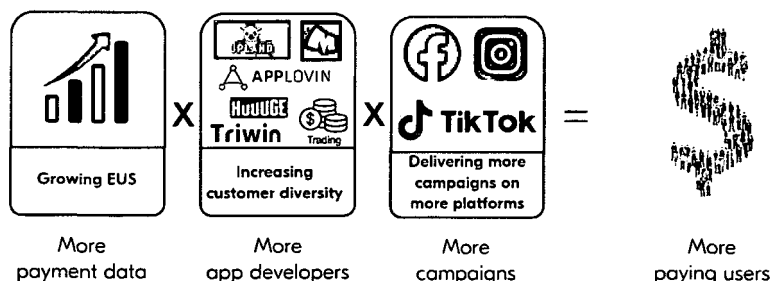 UPLAND
APPLOVIN
HUUUGE
Triwin
Trading
TikTok
X
X
=
Growing EUS
Increasing
customer diversity
Delivering more
campaigns on
more platforms
More
payment data
More
app developers
More
campaigns
More
paying users